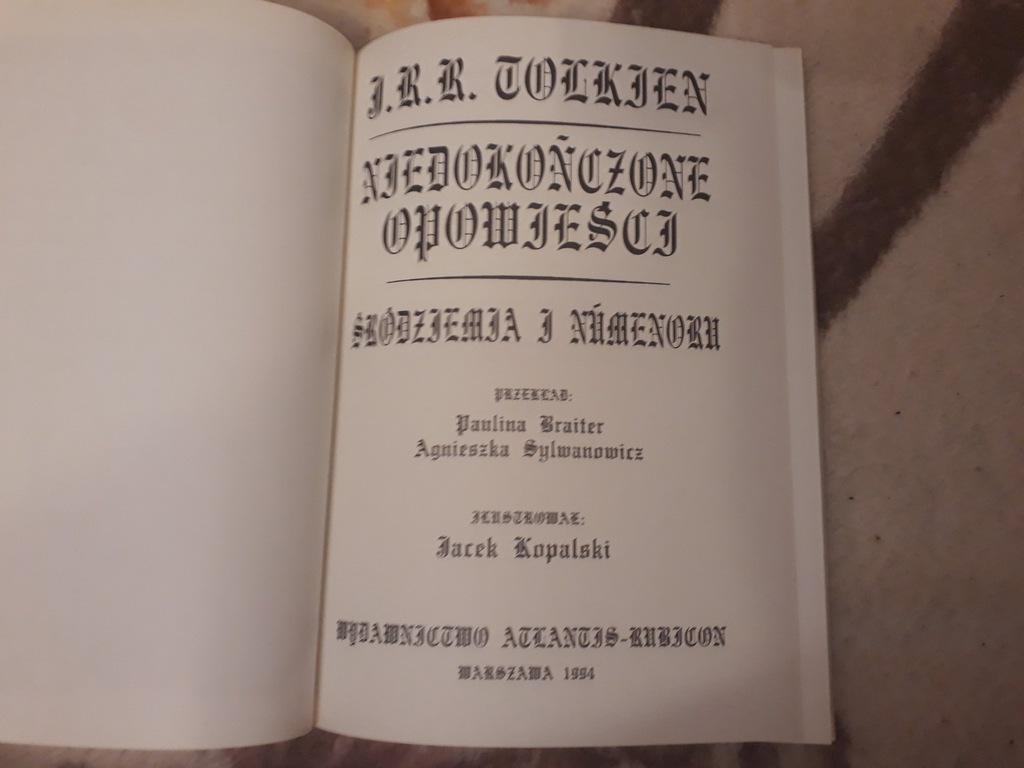 J.R.R. TOLKIEN
NIEDOKOŃCZONE
OPOWIEŚCI
ŚRÓDZIEMIA I NÚMENORU
PRZEKŁAD:
Paulina Braiter
Agnieszka Sylwanowicz
ILUSTROWAŁ:
Jacek Kopalski
WYDAWNICTWO ATLANTIS-RUBICON
WARSZAWA 1994